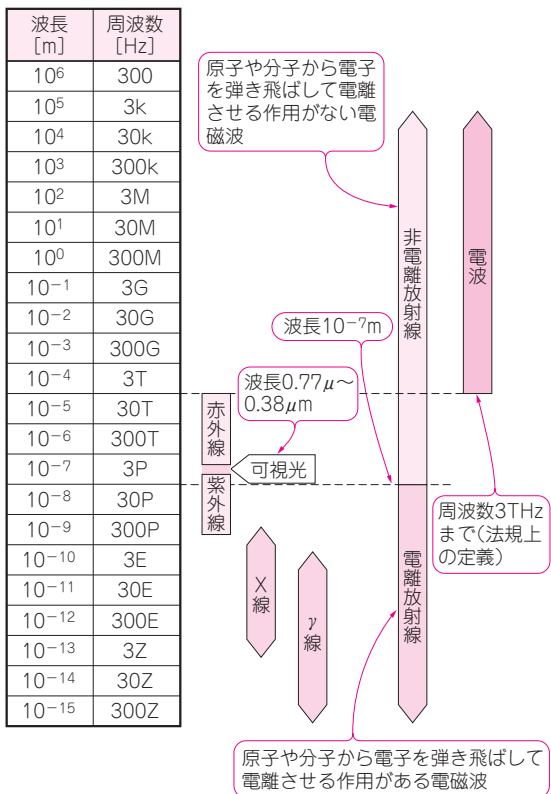 波長
[m]
周波数
[Hz]
10⁶ 300
10⁵ 3k
10⁴ 30k
10³ 300k
10² 3M
10¹ 30M
10⁰ 300M
10⁻¹ 3G
10⁻² 30G
10⁻³ 300G
10⁻⁴ 3T
10⁻⁵ 30T
10⁻⁶ 300T
10⁻⁷ 3P
10⁻⁸ 30P
10⁻⁹ 300P
10⁻¹⁰ 3E
10⁻¹¹ 30E
10⁻¹² 300E
10⁻¹³ 3Z
10⁻¹⁴ 30Z
10⁻¹⁵ 300Z
原子や分子から電子
を弾き飛ばして電離
させる作用がない電
磁波
非電離放射線
電波
波長10⁻⁷m
波長0.77μ～
0.38μm
赤外線
可視光
紫外線
周波数3THz
まで(法規上
の定義)
X線
γ線
電離放射線
原子や分子から電子を弾き飛ばして
電離させる作用がある電磁波